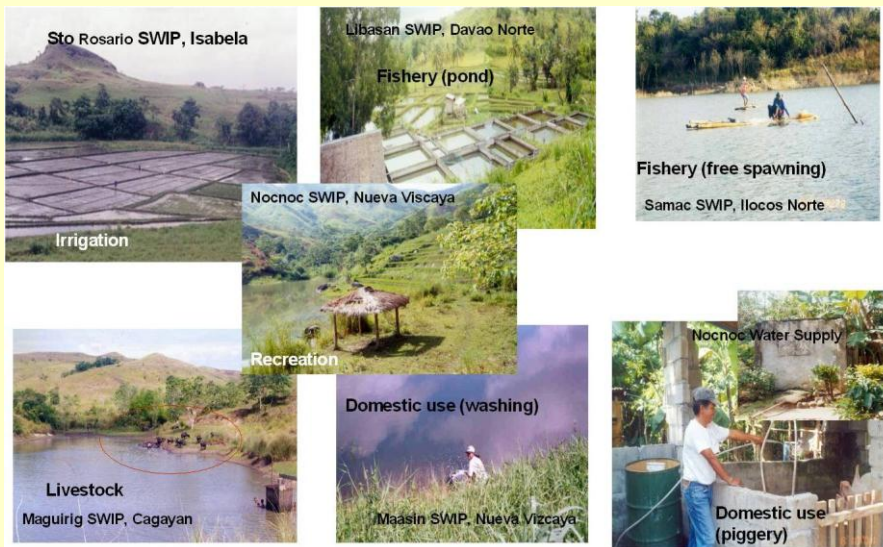 Sto Rosario SWIP, Isabela
Irrigation
Libasan SWIP, Davao Norte
Fishery (pond)
Fishery (free spawning)
Samac SWIP, Ilocos Norte
Nocnoc SWIP, Nueva Viscaya
Recreation
Livestock
Maguirig SWIP, Cagayan
Domestic use (washing)
Maasin SWIP, Nueva Vizcaya
Nocnoc Water Supply
Domestic use
(piggery)